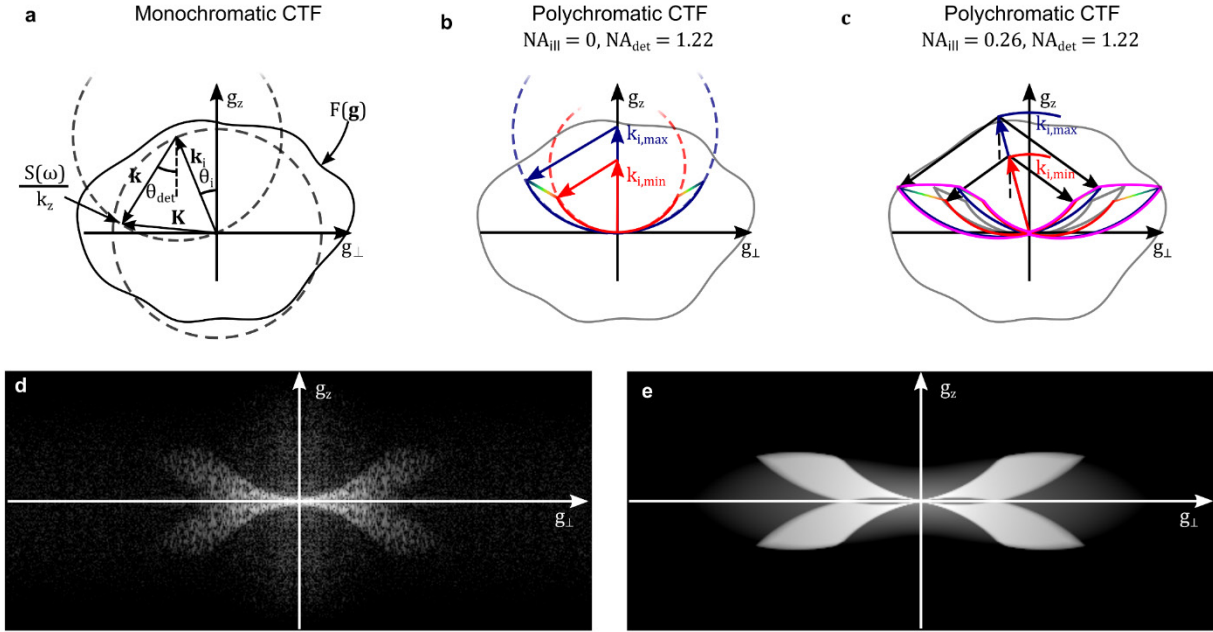 a
Monochromatic CTF
g_z
F(g)
k_i
k
θ_i
θ_det
S(ω)
k_z
K
g_⊥
b
Polychromatic CTF
NA_ill = 0, NA_det = 1.22
g_z
k_i,max
k_i,min
g_⊥
c
Polychromatic CTF
NA_ill = 0.26, NA_det = 1.22
g_z
k_i,max
k_i,min
g_⊥
d
g_z
g_⊥
e
g_z
g_⊥